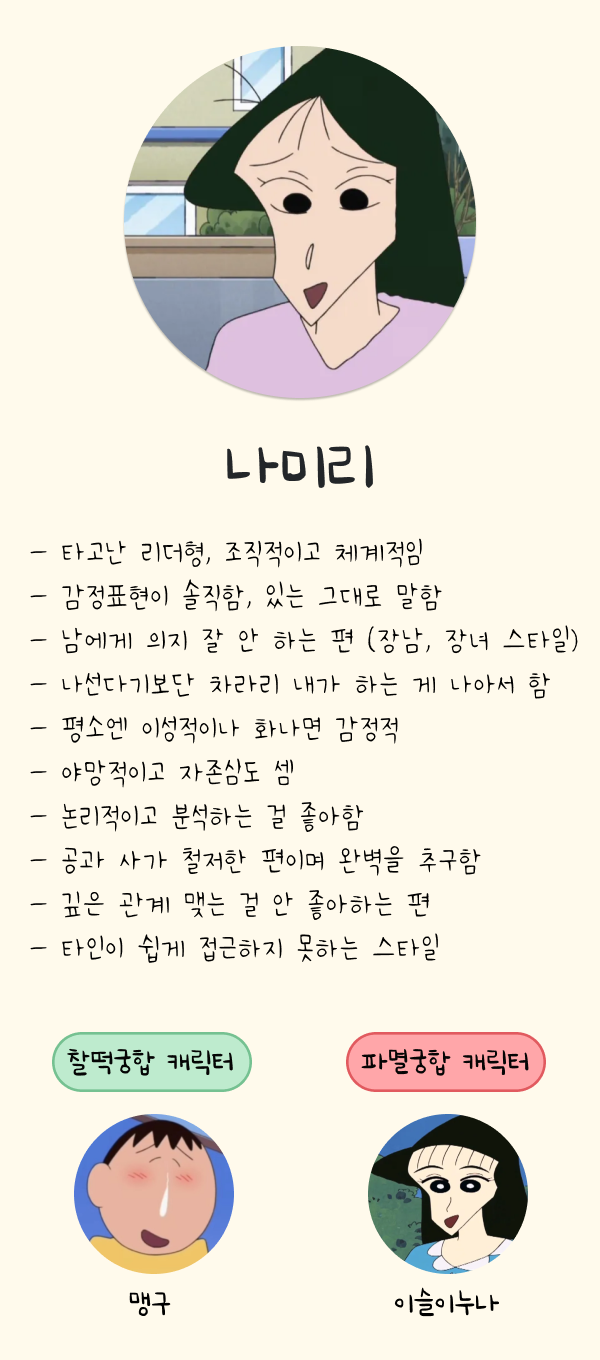 나미리
- 타고난 리더형, 조직적이고 체계적임
- 감정표현이 솔직함, 있는 그대로 말함
- 남에게 의지 잘 안 하는 편 (장남, 장녀 스타일)
- 나선다기보단 차라리 내가 하는 게 나아서 함
- 평소엔 이성적이나 화나면 감정적
- 야망적이고 자존심도 셈
- 논리적이고 분석하는 걸 좋아함
- 공과 사가 철저한 편이며 완벽을 추구함
- 깊은 관계 맺는 걸 안 좋아하는 편
- 타인이 쉽게 접근하지 못하는 스타일
찰떡궁합 캐릭터
파멸궁합 캐릭터
맹구
이슬이누나